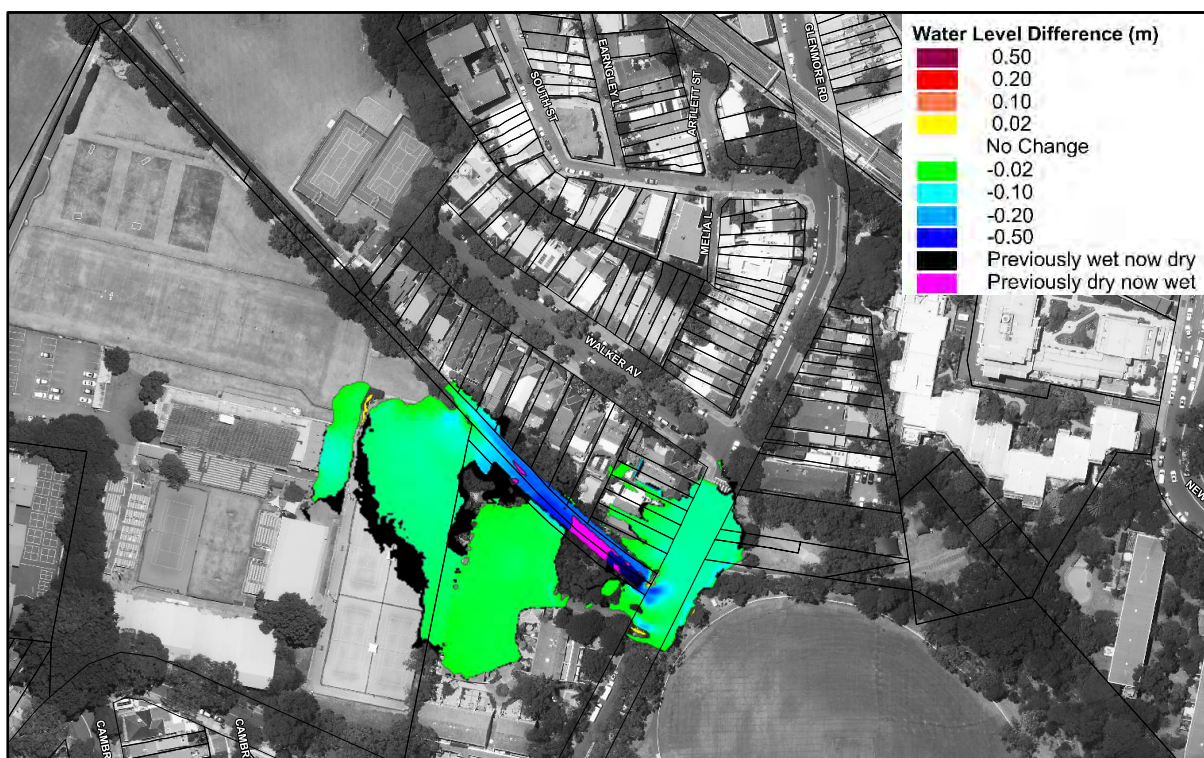 Water Level Difference (m)
0.50
0.20
0.10
0.02
No Change
-0.02
-0.10
-0.20
-0.50
Previously wet now dry
Previously dry now wet
GLENMORE RD
EARNGLEY L
SOUTH ST
ARTLETT ST
MELIA L
WALKER AV
NEW
CAMBR
CAMBR